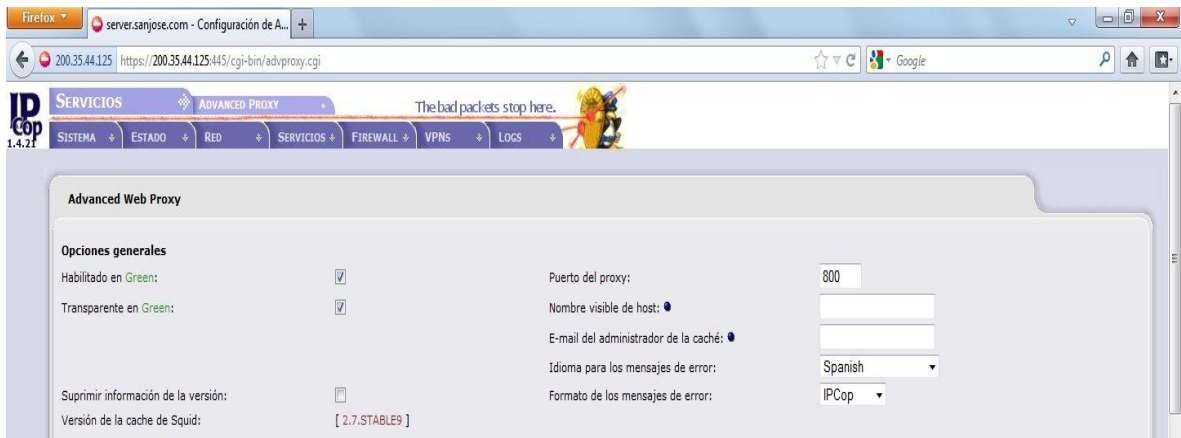 Firefox
server.sanjose.com - Configuración de A...
200.35.44.125 https://200.35.44.125:445/cgi-bin/advproxy.cgi
Google
IPCop
1.4.21
SERVICIOS
ADVANCED PROXY
The bad packets stop here.
SISTEMA ESTADO RED SERVICIOS FIREWALL VPNS LOGS
Advanced Web Proxy
Opciones generales
Habilitado en Green:
Puerto del proxy: 800
Transparente en Green:
Nombre visible de host:
E-mail del administrador de la caché:
Idioma para los mensajes de error: Spanish
Suprimir información de la versión:
Formato de los mensajes de error: IPCop
Versión de la cache de Squid: [ 2.7.STABLE9 ]